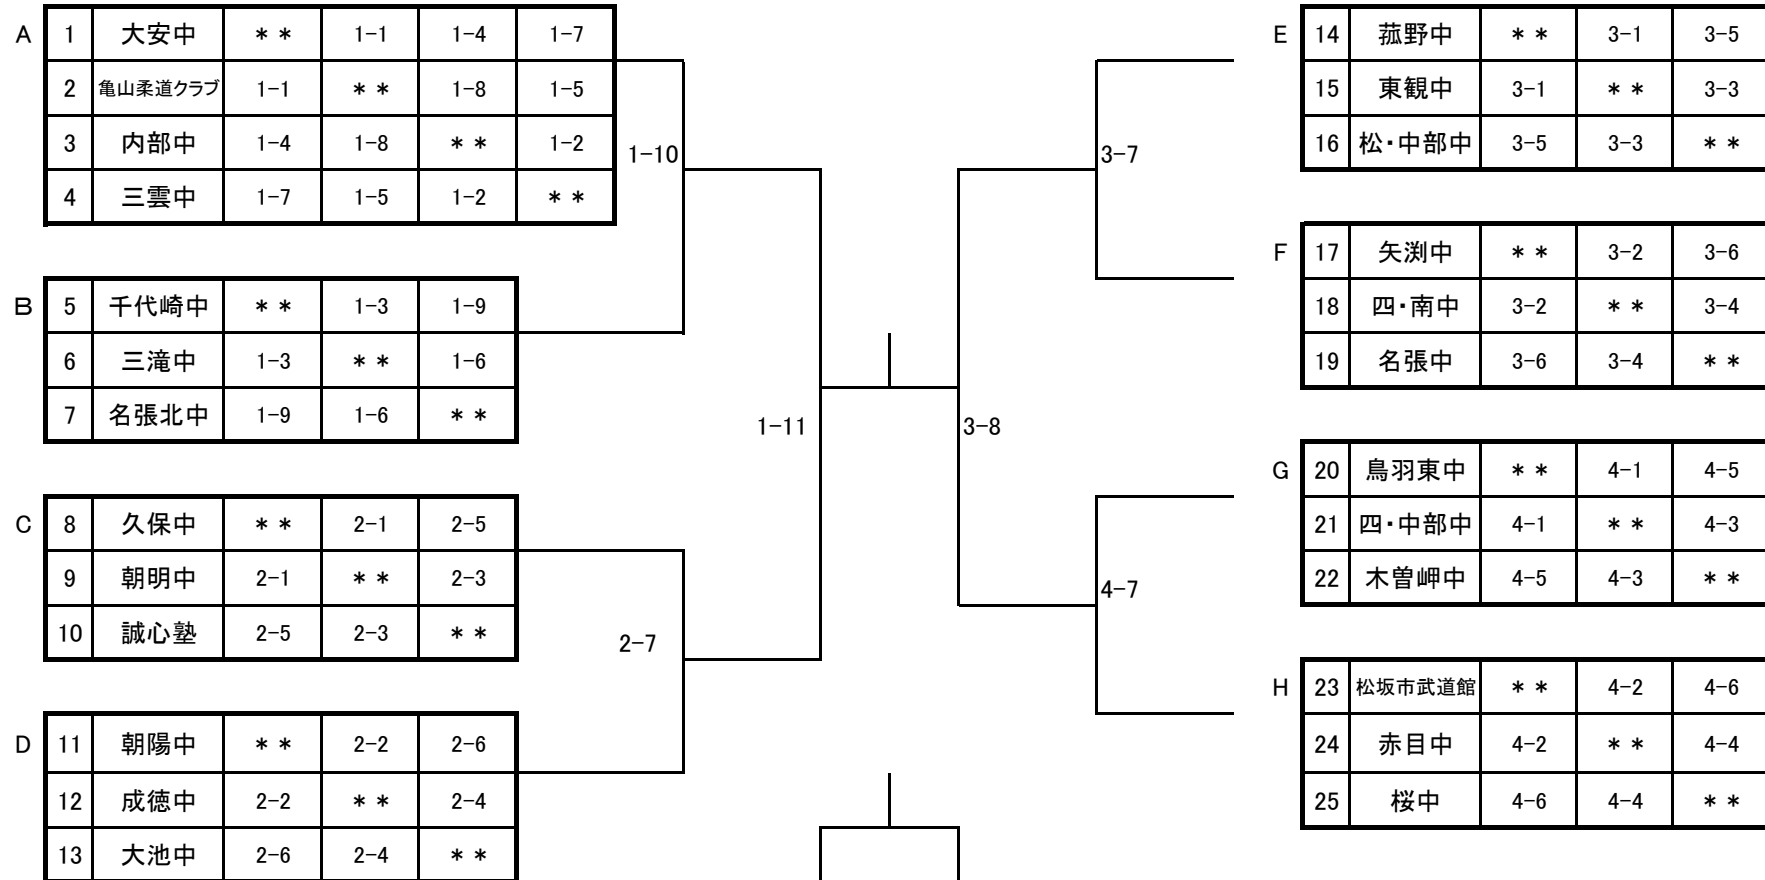 A 1 大安中 ** 1-1 1-4 1-7
2 亀山柔道クラブ 1-1 ** 1-8 1-5
3 内部中 1-4 1-8 ** 1-2
4 三雲中 1-7 1-5 1-2 **
1-10
B 5 千代崎中 ** 1-3 1-9
6 三滝中 1-3 ** 1-6
7 名張北中 1-9 1-6 **
1-11
C 8 久保中 ** 2-1 2-5
9 朝明中 2-1 ** 2-3
10 誠心塾 2-5 2-3 **
2-7
D 11 朝陽中 ** 2-2 2-6
12 成徳中 2-2 ** 2-4
13 大池中 2-6 2-4 **
E 14 菰野中 ** 3-1 3-5
15 東観中 3-1 ** 3-3
16 松・中部中 3-5 3-3 **
3-7
F 17 矢渕中 ** 3-2 3-6
18 四・南中 3-2 ** 3-4
19 名張中 3-6 3-4 **
3-8
G 20 鳥羽東中 ** 4-1 4-5
21 四・中部中 4-1 ** 4-3
22 木曽岬中 4-5 4-3 **
4-7
H 23 松坂市武道館 ** 4-2 4-6
24 赤目中 4-2 ** 4-4
25 桜中 4-6 4-4 **